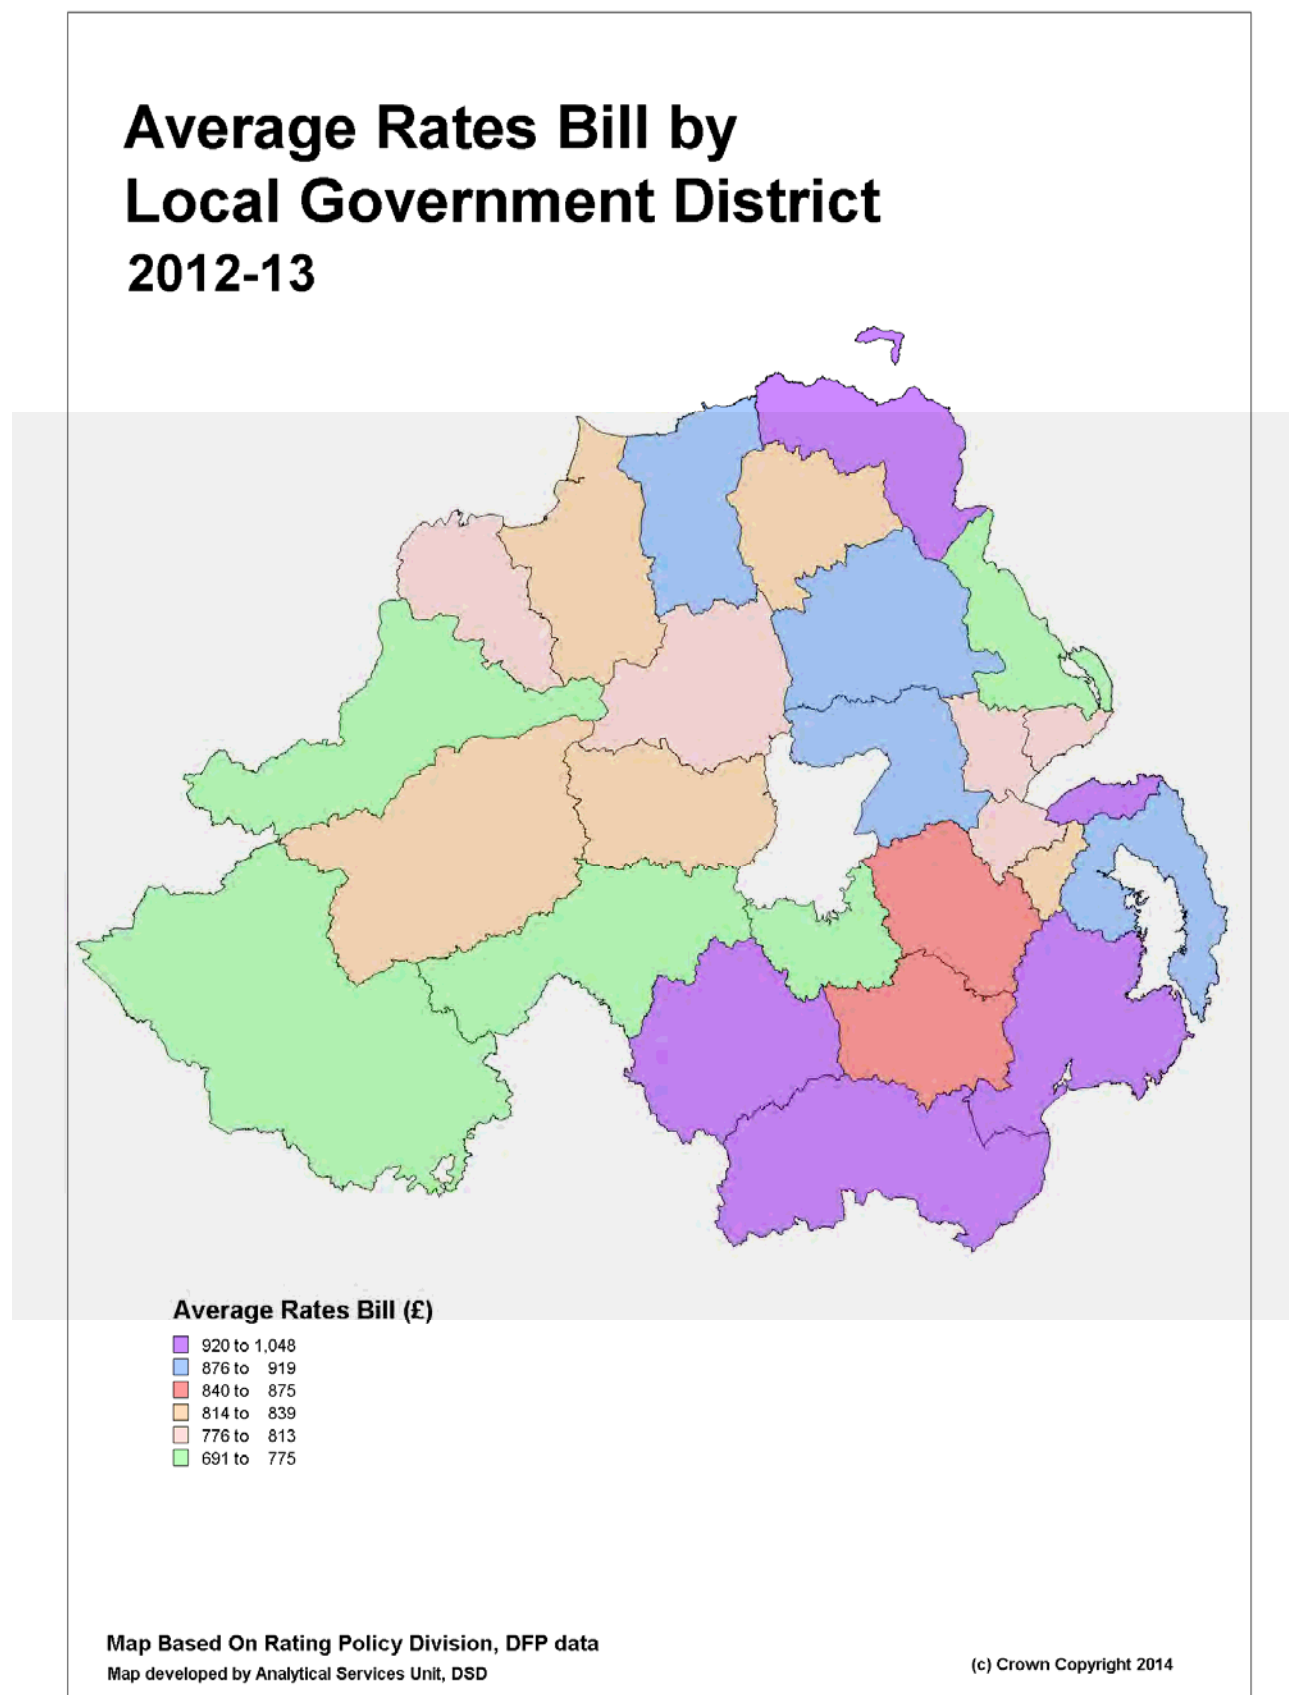 Average Rates Bill by
Local Government District
2012-13
Average Rates Bill (£)
920 to 1,048
876 to 919
840 to 875
814 to 839
776 to 813
691 to 775
Map Based On Rating Policy Division, DFP data
Map developed by Analytical Services Unit, DSD
(c) Crown Copyright 2014